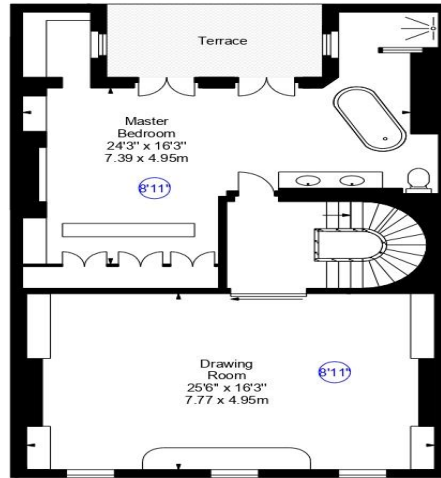 Terrace
Master
Bedroom
24'3" x 16'3"
7.39 x 4.95m
8'11"
Drawing
Room
25'6" x 16'3"
7.77 x 4.95m
8'11"